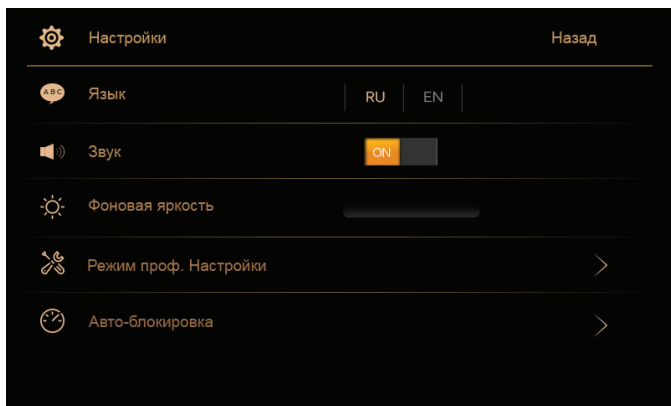 Настройки Назад
ABC Язык RU EN
Звук ON
Фоновая яркость
Режим проф. Настройки
Авто-блокировка